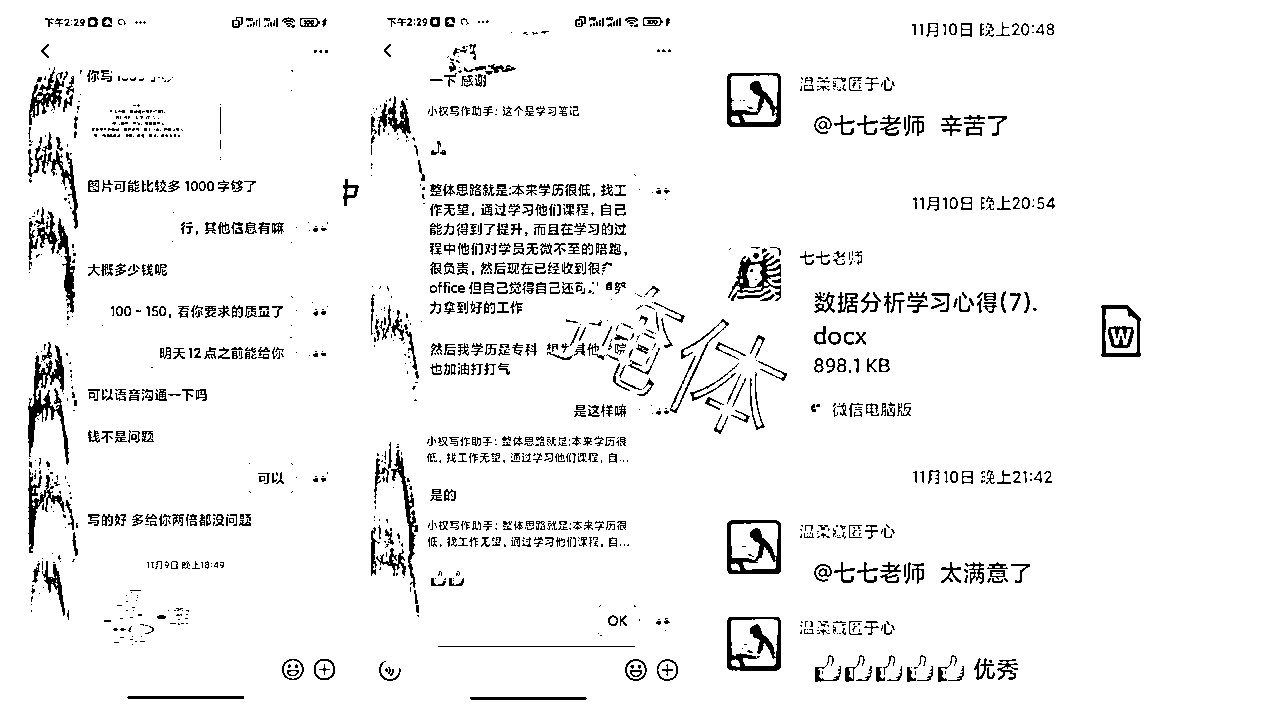 下午2:29
你写
图片可能比较多 1000 字够了
行，其他信息有嘛
大概多少钱呢
100-150，看你要求的质量了
明天12点之前能给你
可以语音沟通一下吗
钱不是问题
可以
写的好 多给你两倍都没问题
11月9日 晚上18:49
下午2:29
一下 感谢
小权写作助手：这个是学习笔记
整体思路就是:本来学历很低，找工
作无望，通过学习他们课程，自己
能力得到了提升，而且在学习的过
程中他们对学员无微不至的陪跑，
很负责，然后现在已经收到很多
office 但自己觉得自己还可 努
力拿到好的工作
然后我学历是专科 想为其他
也加油打打气
是这样嘛
小权写作助手：整体思路就是:本来学历很
低，找工作无望，通过学习他们课程，自...
是的
小权写作助手：整体思路就是:本来学历很
低，找工作无望，通过学习他们课程，自...
OK
中
11月10日 晚上20:48
温柔藏匿于心
@七七老师 辛苦了
11月10日 晚上20:54
七七老师
数据分析学习心得(7).
docx
898.1 KB
W
微信电脑版
11月10日 晚上21:42
温柔藏匿于心
@七七老师 太满意了
温柔藏匿于心
优秀
体